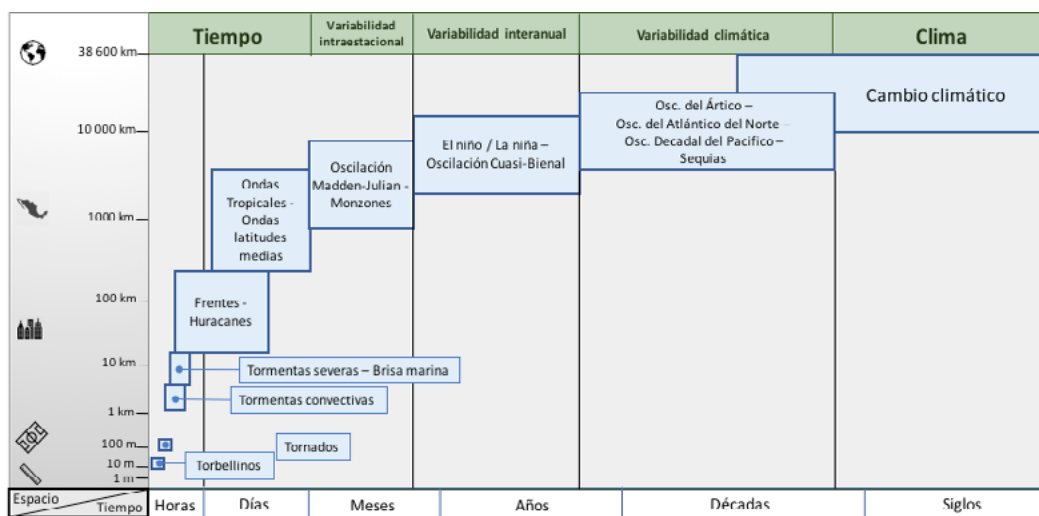 Tiempo
Variabilidad
intraestacional
Variabilidad interanual
Variabilidad climática
Clima
38 600 km
Cambio climático
Osc. del Ártico –
Osc. del Atlántico del Norte –
Osc. Decadal del Pacifico –
Sequias
10 000 km
El niño / La niña –
Oscilación Cuasi-Bienal
Oscilación
Madden-Julian -
Monzones
Ondas
Tropicales -
Ondas
latitudes
medias
1000 km
100 km
Frentes -
Huracanes
10 km
Tormentas severas – Brisa marina
Tormentas convectivas
1 km
100 m
Tornados
10 m
Torbellinos
1 m
Espacio
Tiempo
Horas
Días
Meses
Años
Décadas
Siglos